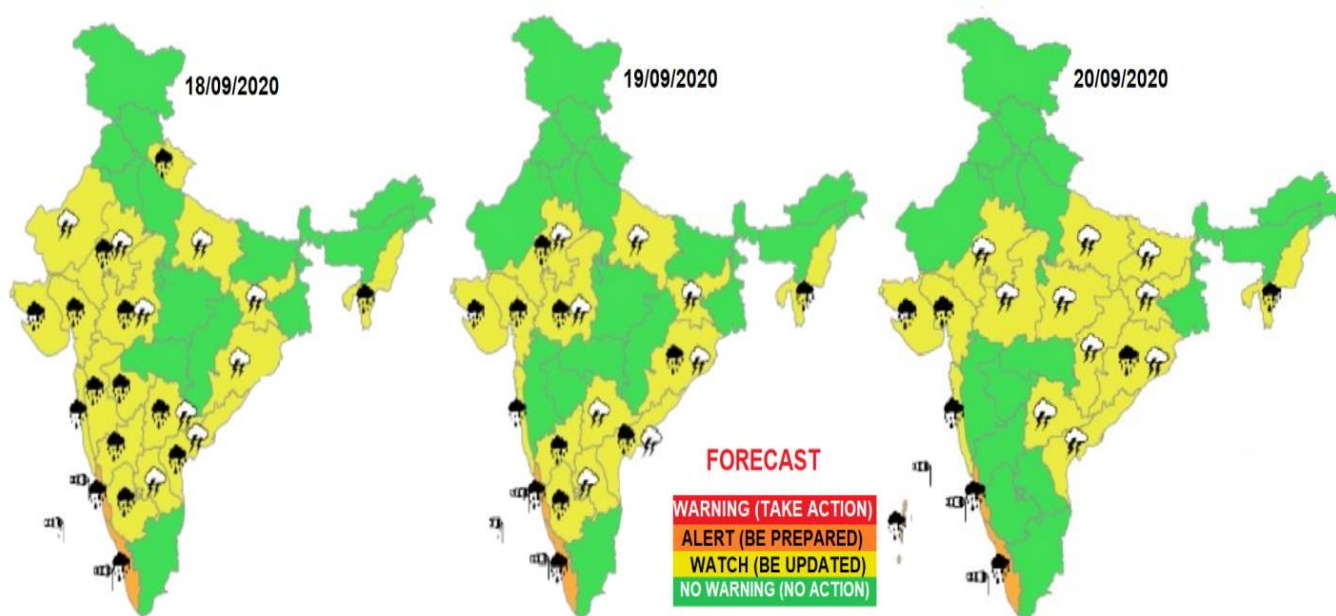 18/09/2020
19/09/2020
20/09/2020
FORECAST
WARNING (TAKE ACTION)
ALERT (BE PREPARED)
WATCH (BE UPDATED)
NO WARNING (NO ACTION)